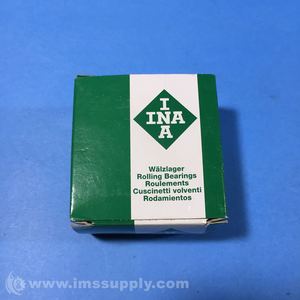 I
INA
A
Wälzlager
Rolling Bearings
Roulements
Cuscinetti volventi
Rodamientos
© www.imssupply.com